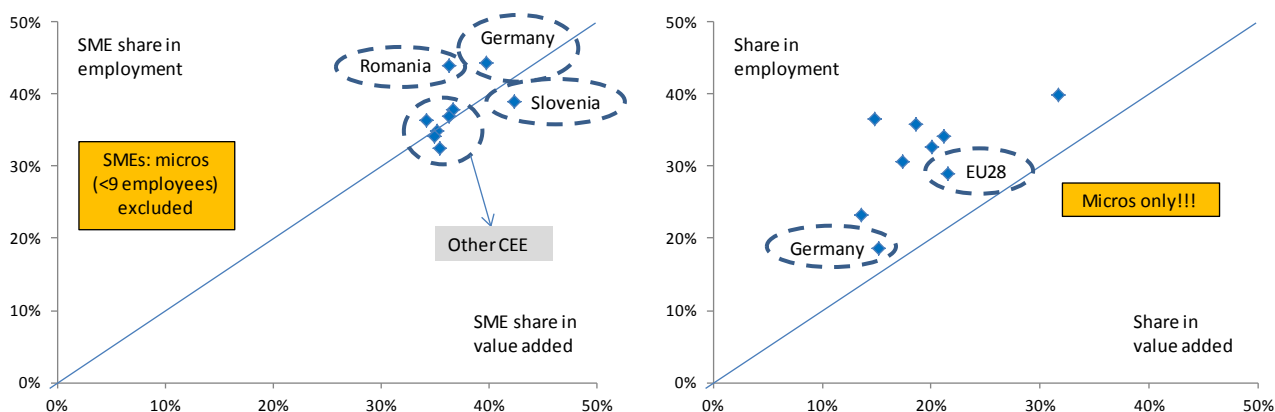 50%
SME share in
employment
Germany
Romania
40%
Slovenia
30%
SMEs: micros
(<9 employees)
excluded
20%
Other CEE
10%
SME share in
value added
0%
0%
10%
20%
30%
40%
50%
50%
Share in
employment
40%
30%
EU28
Micros only!!!
20%
Germany
10%
Share in
value added
0%
0%
10%
20%
30%
40%
50%